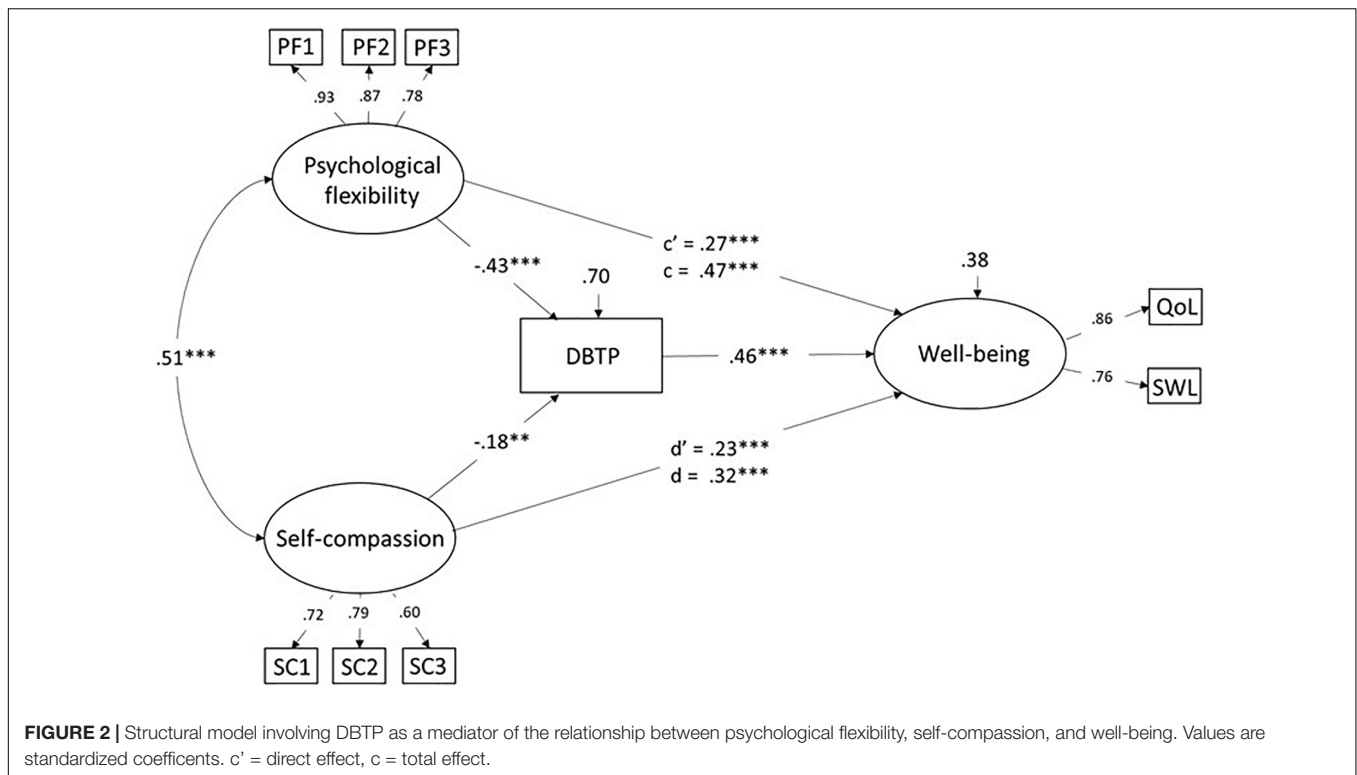 PF1 PF2 PF3
.93 .87 .78
Psychological
flexibility
c’ = .27***
c = .47***
-.43***
.70
.38
.51***
DBTP
.46***
Well-being
.86
QoL
.76
SWL
-.18**
d’ = .23***
d = .32***
Self-compassion
.72 .79 .60
SC1 SC2 SC3
FIGURE 2 | Structural model involving DBTP as a mediator of the relationship between psychological flexibility, self-compassion, and well-being. Values are
standardized coefficents. c’ = direct effect, c = total effect.